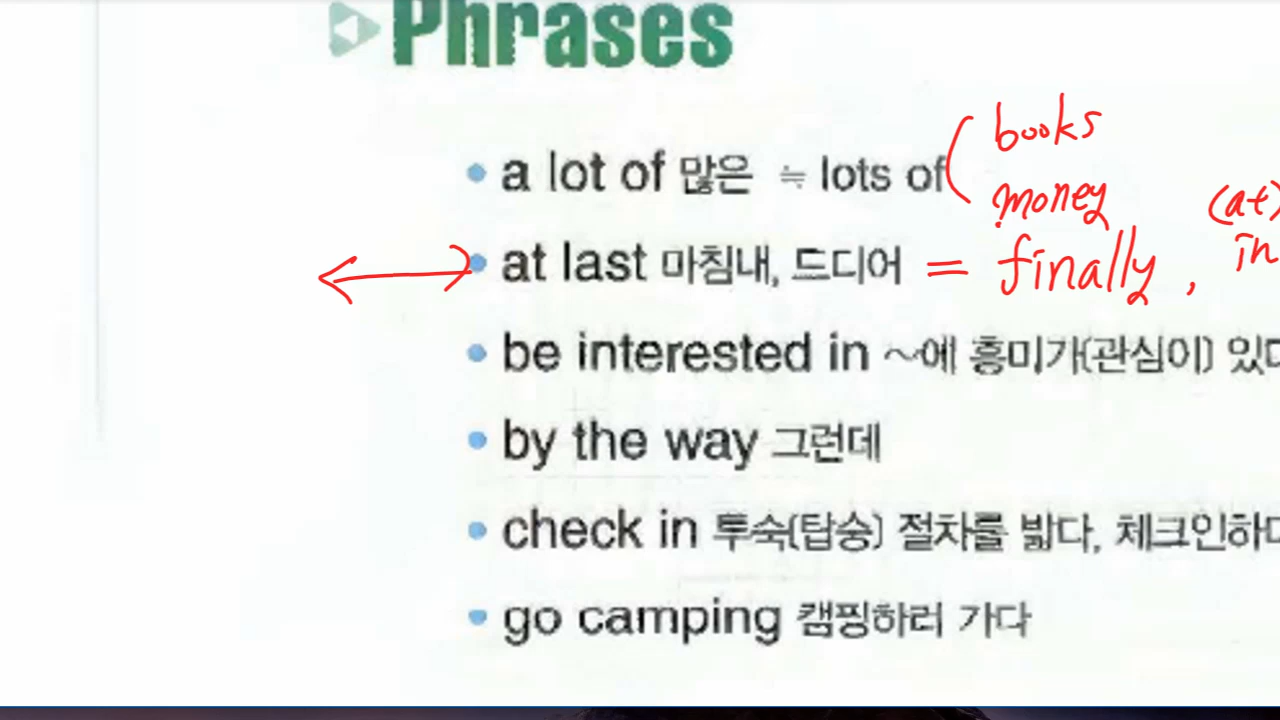 Phrases
books
• a lot of 많은 ≒ lots of
money (at)
• at last 마침내, 드디어 = finally, in
• be interested in ~에 흥미가(관심이) 있다
• by the way 그런데
• check in 투숙(탑승) 절차를 밟다, 체크인하다
• go camping 캠핑하러 가다